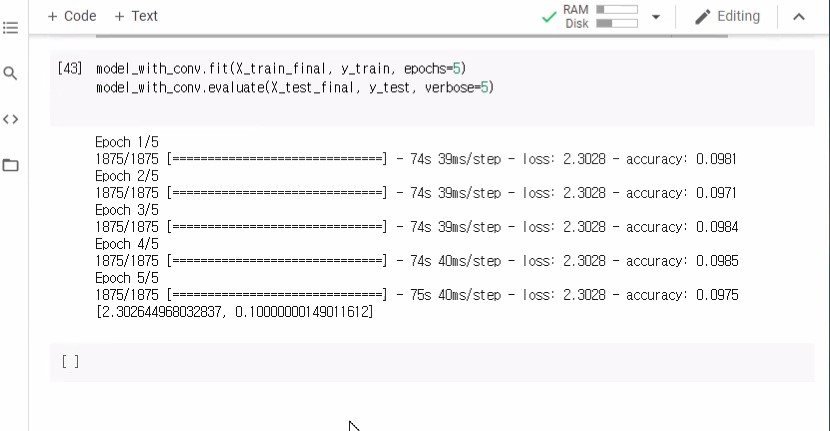 + Code + Text
RAM
Disk
Editing
[43] model_with_conv.fit(X_train_final, y_train, epochs=5)
model_with_conv.evaluate(X_test_final, y_test, verbose=5)
Epoch 1/5
1875/1875 [==============================] - 74s 39ms/step - loss: 2.3028 - accuracy: 0.0981
Epoch 2/5
1875/1875 [==============================] - 74s 39ms/step - loss: 2.3028 - accuracy: 0.0971
Epoch 3/5
1875/1875 [==============================] - 74s 39ms/step - loss: 2.3028 - accuracy: 0.0984
Epoch 4/5
1875/1875 [==============================] - 74s 40ms/step - loss: 2.3028 - accuracy: 0.0985
Epoch 5/5
1875/1875 [==============================] - 75s 40ms/step - loss: 2.3028 - accuracy: 0.0975
[2.302644968032837, 0.10000000149011612]
[ ]